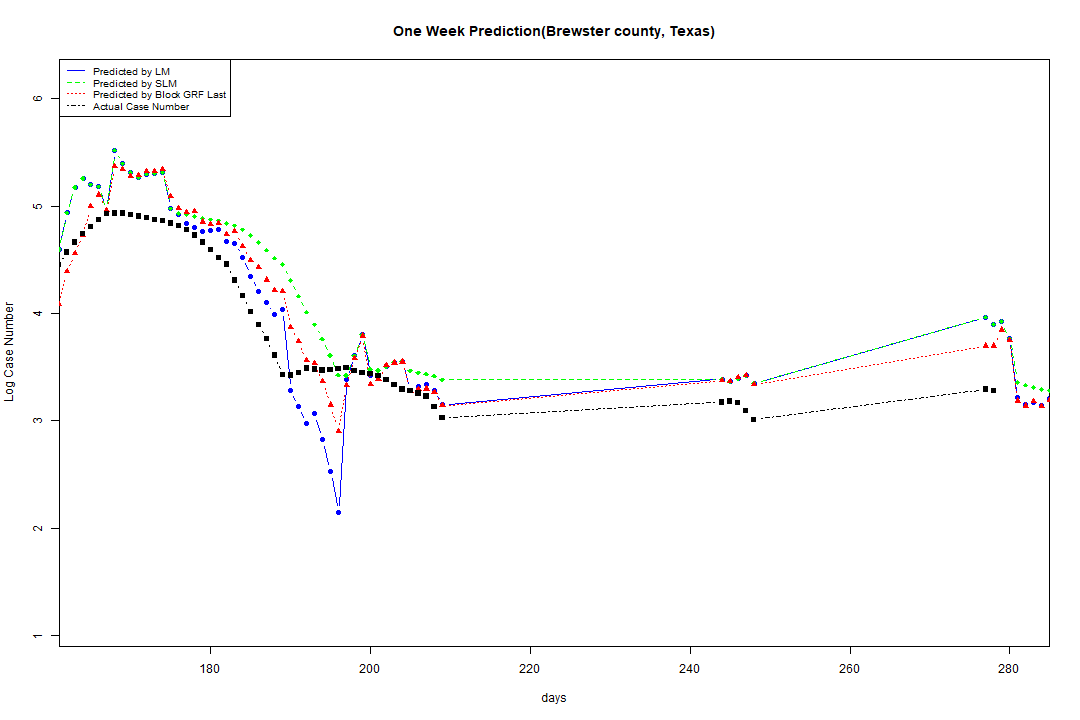 One Week Prediction(Brewster county, Texas)
Predicted by LM
Predicted by SLM
Predicted by Block GRF Last
Actual Case Number
6
5
4
3
2
1
Log Case Number
180 200 220 240 260 280
days